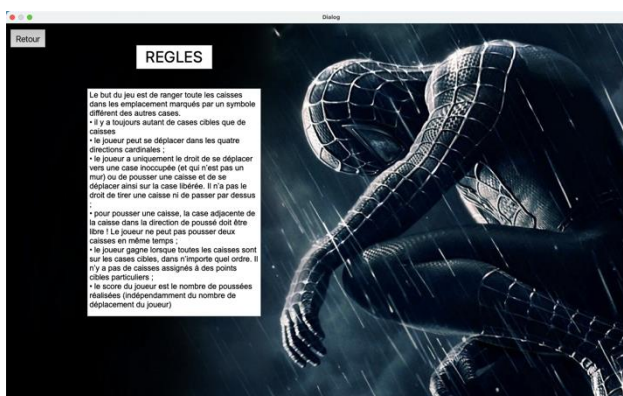 Dialog
Retour
REGLES
Le but du jeu est de ranger toute les caisses
dans les emplacement marqués par un symbole
différent des autres cases.
• il y a toujours autant de cases cibles que de
caisses
• le joueur peut se déplacer dans les quatre
directions cardinales ;
• le joueur a uniquement le droit de se déplacer
vers une case inoccupée (et qui n'est pas un
mur) ou de pousser une caisse et de se
déplacer ainsi sur la case libérée. Il n'a pas le
droit de tirer une caisse ni de passer par dessus
;
• pour pousser une caisse, la case adjacente de
la caisse dans la direction de poussé doit être
libre ! Le joueur ne peut pas pousser deux
caisses en même temps ;
• le joueur gagne lorsque toutes les caisses sont
sur les cases cibles, dans n'importe quel ordre. Il
n'y a pas de caisses assignés à des points
cibles particuliers ;
• le score du joueur est le nombre de poussées
réalisées (indépendamment du nombre de
déplacement du joueur)